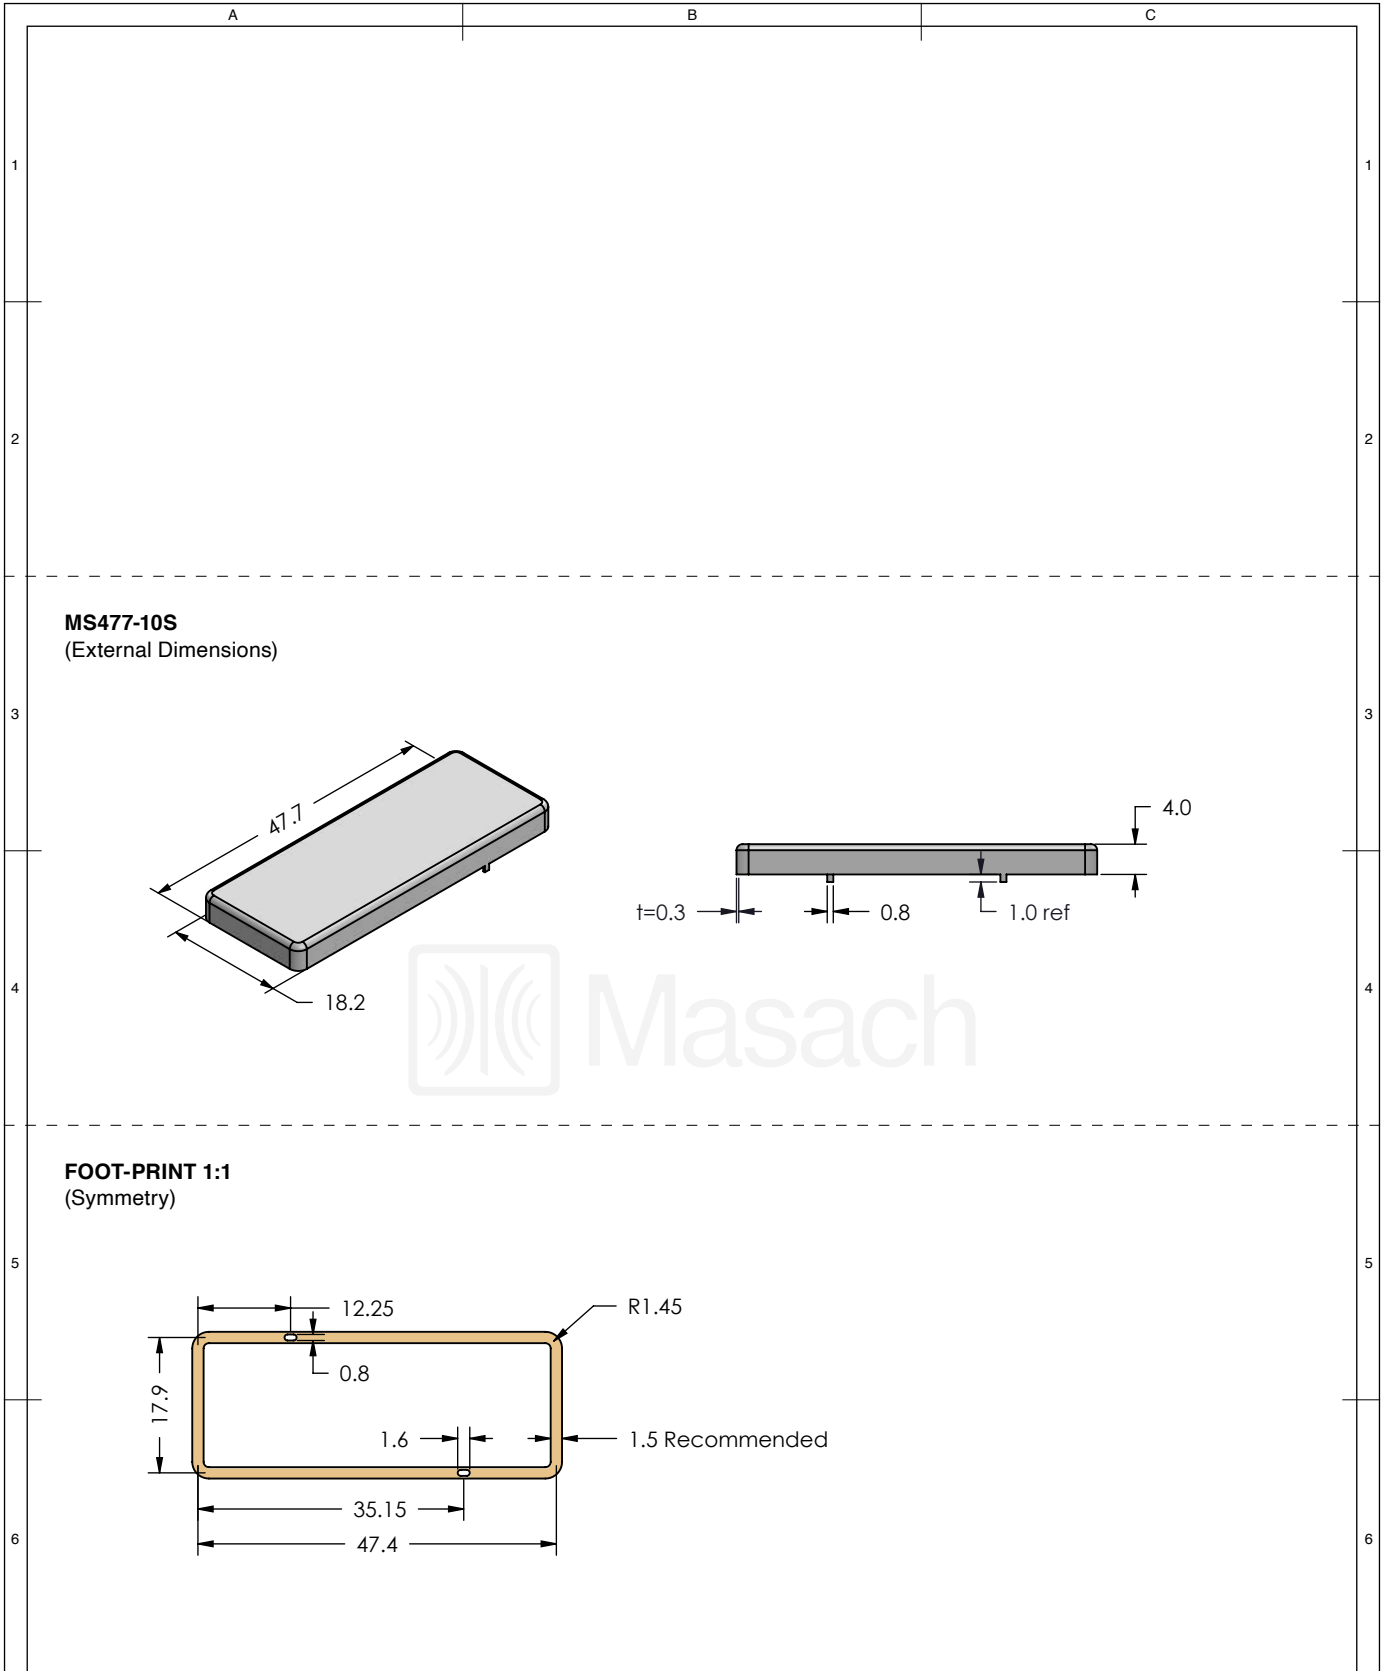 A B C
1 1
2 2
MS477-10S
(External Dimensions)
3 3
47.7
18.2
4.0
t=0.3 0.8 1.0 ref
4 4
Masach
FOOT-PRINT 1:1
(Symmetry)
5 5
12.25
R1.45
0.8
17.9
1.6
1.5 Recommended
35.15
47.4
6 6